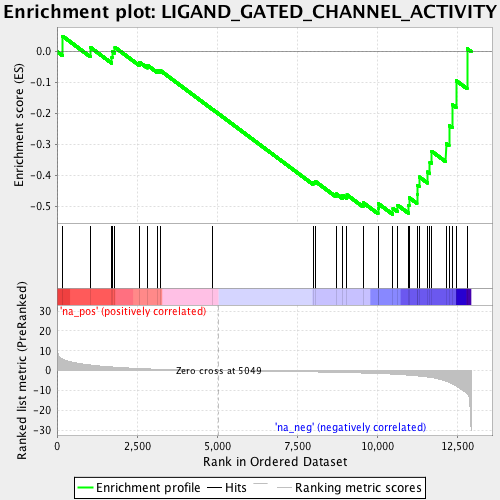 Enrichment plot: LIGAND_GATED_CHANNEL_ACTIVITY
Enrichment score (ES)
0.0
-0.1
-0.2
-0.3
-0.4
-0.5
'na_pos' (positively correlated)
Ranked list metric (PreRanked)
30
20
10
0
-10
-20
-30
Zero cross at 5049
'na_neg' (negatively correlated)
0
2,500
5,000
7,500
10,000
12,500
Rank in Ordered Dataset
Enrichment profile
Hits
Ranking metric scores